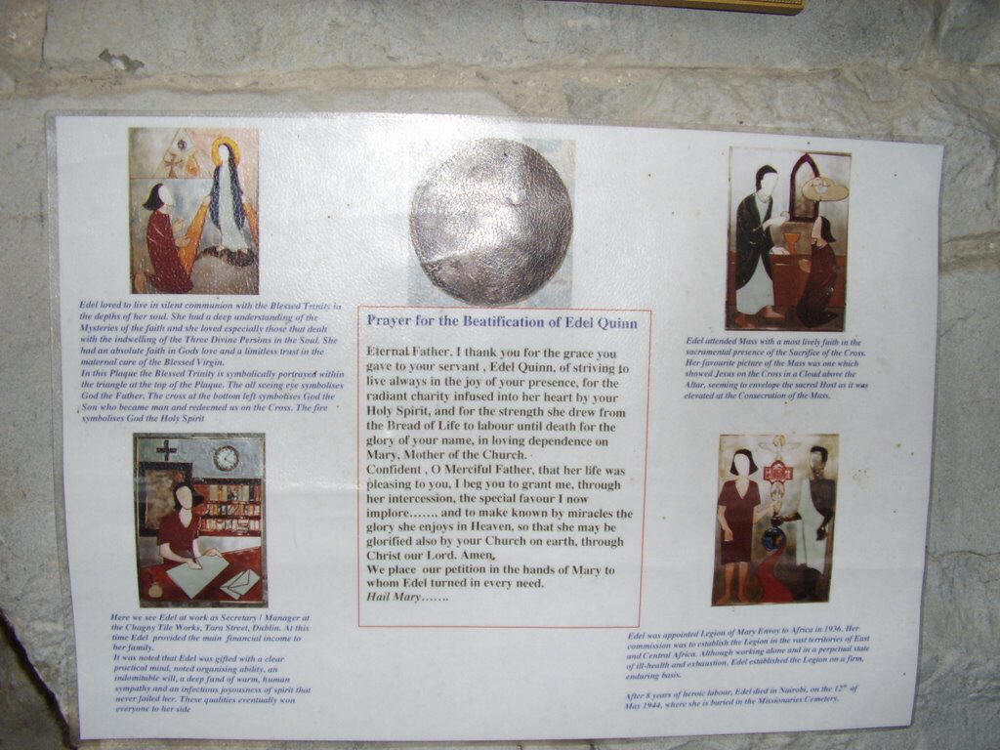 Edel loved to live in silent communion with the Blessed Trinity in
the depths of her soul. She had a deep understanding of the
Mysteries of the faith and she loved especially those that dealt
with the indwelling of the Three Divine Persons in the Soul. She
had an absolute faith in Gods love and a limitless trust in the
maternal care of the Blessed Virgin.
In this Plaque the Blessed Trinity is symbolically portrayed within
the triangle at the top of the Plaque. The all seeing eye symbolises
God the Father. The cross at the bottom left symbolises God the
Son who became man and redeemed us on the Cross. The fire
symbolises God the Holy Spirit
Here we see Edel at work as Secretary / Manager at
the Chagny Tile Works, Tara Street, Dublin. At this
time Edel provided the main financial income to
her family.
It was noted that Edel was gifted with a clear
practical mind, noted organising ability, an
indomitable will, a deep fund of warm, human
sympathy and an infectious joyousness of spirit that
never failed her. These qualities eventually won
everyone to her side
Prayer for the Beatification of Edel Quinn
Eternal Father, I thank you for the grace you
gave to your servant , Edel Quinn, of striving to
live always in the joy of your presence, for the
radiant charity infused into her heart by your
Holy Spirit, and for the strength she drew from
the Bread of Life to labour until death for the
glory of your name, in loving dependence on
Mary, Mother of the Church.
Confident , O Merciful Father, that her life was
pleasing to you, I beg you to grant me, through
her intercession, the special favour I now
implore……, and to make known by miracles the
glory she enjoys in Heaven, so that she may be
glorified also by your Church on earth, through
Christ our Lord. Amen.
We place our petition in the hands of Mary to
whom Edel turned in every need.
Hail Mary…….
Edel attended Mass with a most lively faith in the
sacramental presence of the Sacrifice of the Cross.
Her favourite picture of the Mass was one which
showed Jesus on the Cross in a Cloud above the
Altar, seeming to envelope the sacred Host as it was
elevated at the Consecration of the Mass.
Edel was appointed Legion of Mary Envoy to Africa in 1936. Her
commission was to establish the Legion in the vast territories of East
and Central Africa. Although working alone and in a perpetual state
of ill-health and exhaustion, Edel established the Legion on a firm,
enduring basis.
After 8 years of heroic labour, Edel died in Nairobi, on the 12th of
May 1944, where she is buried in the Missionaries Cemetery.